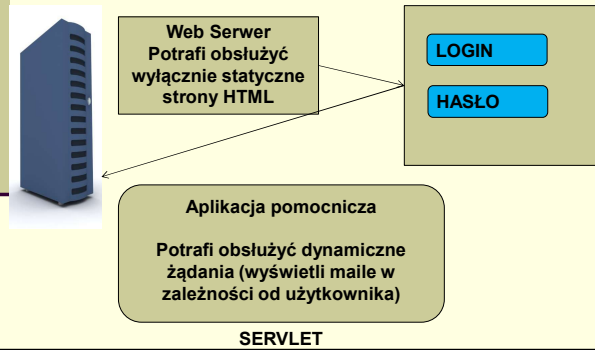 Web Serwer
Potrafi obsłużyć
wyłącznie statyczne
strony HTML
LOGIN
HASŁO
Aplikacja pomocnicza
Potrafi obsłużyć dynamiczne
żądania (wyświetli maile w
zależności od użytkownika)
SERVLET